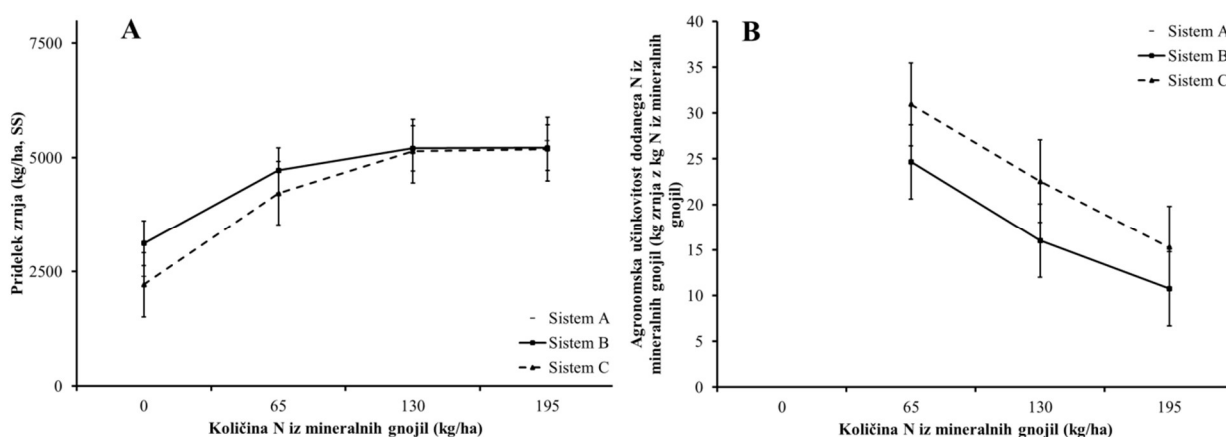 A
7500
5000
2500
0
Pridelek zrnja (kg/ha, SS)
Sistem A
Sistem B
Sistem C
0 65 130 195
Količina N iz mineralnih gnojil (kg/ha)
B
40
35
30
25
20
15
10
5
0
Agronomska učinkovitost dodanega N iz
mineralnih gnojil (kg zrnja z kg N iz mineralnih
gnojil)
Sistem A
Sistem B
Sistem C
0 65 130 195
Količina N iz mineralnih gnojil (kg/ha)